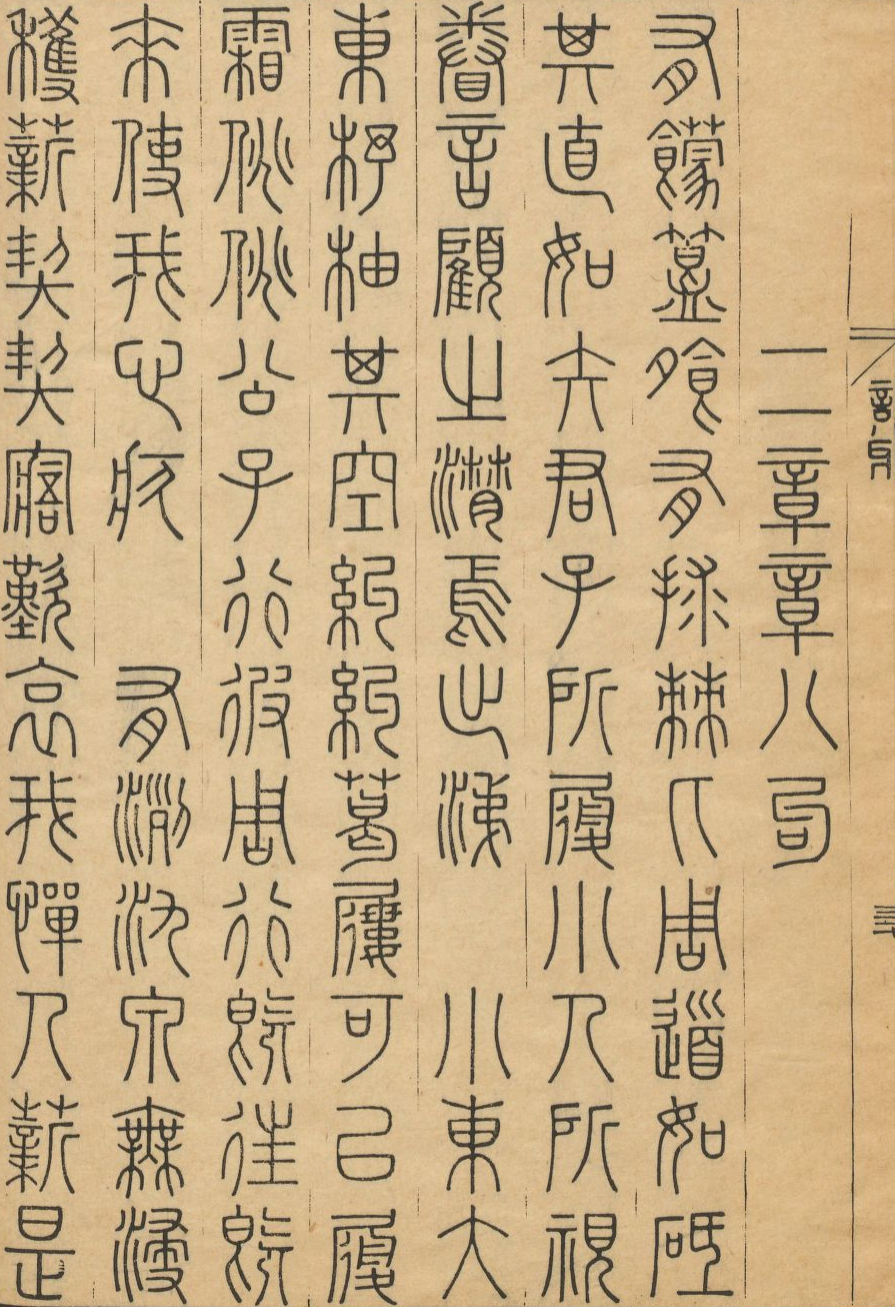 二章章八句
有饛簋飧有捄棘匕周道如砥
其直如矢君子所履小人所視
眷言顧之潸焉出涕 小東大
東杼柚其空糾糾葛屨可以履
霜佻佻公子行彼周行既往既
來使我心疚 有洌氿泉無浸
穫薪契契寤歎哀我憚人薪是